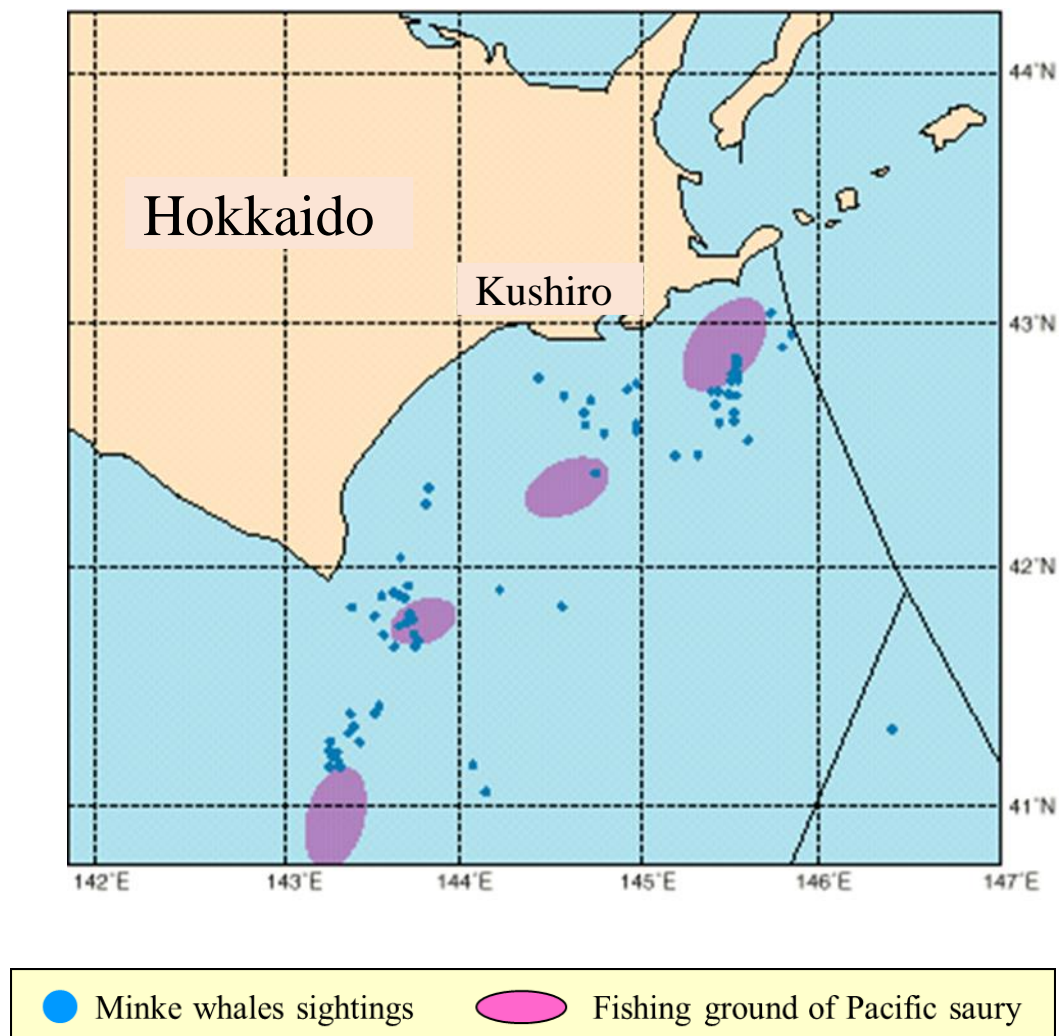 44°N
Hokkaido
Kushiro
43°N
42°N
41°N
142°E 143°E 144°E 145°E 146°E 147°E
Minke whales sightings Fishing ground of Pacific saury